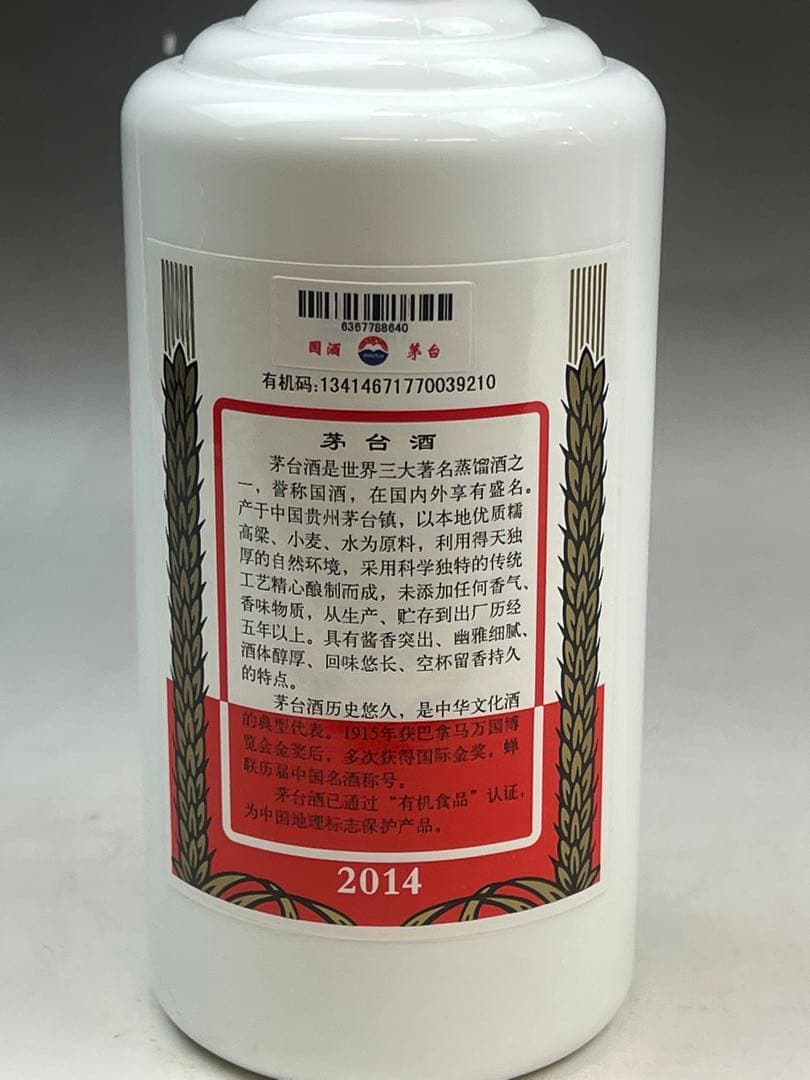 6367788640
国酒 茅台
有机码:13414671770039210
茅台酒
茅台酒是世界三大著名蒸馏酒之
一，誉称国酒，在国内外享有盛名。
产于中国贵州茅台镇，以本地优质糯
高粱、小麦、水为原料，利用得天独
厚的自然环境，采用科学独特的传统
工艺精心酿制而成，未添加任何香气、
香味物质，从生产、贮存到出厂历经
五年以上。具有酱香突出、幽雅细腻、
酒体醇厚、回味悠长、空杯留香持久
的特点。
茅台酒历史悠久，是中华文化酒
的典型代表。1915年获巴拿马万国博
览会金奖后，多次获得国际金奖，蝉
联历届中国名酒称号。
茅台酒已通过“有机食品”认证，
为中国地理标志保护产品。
2014